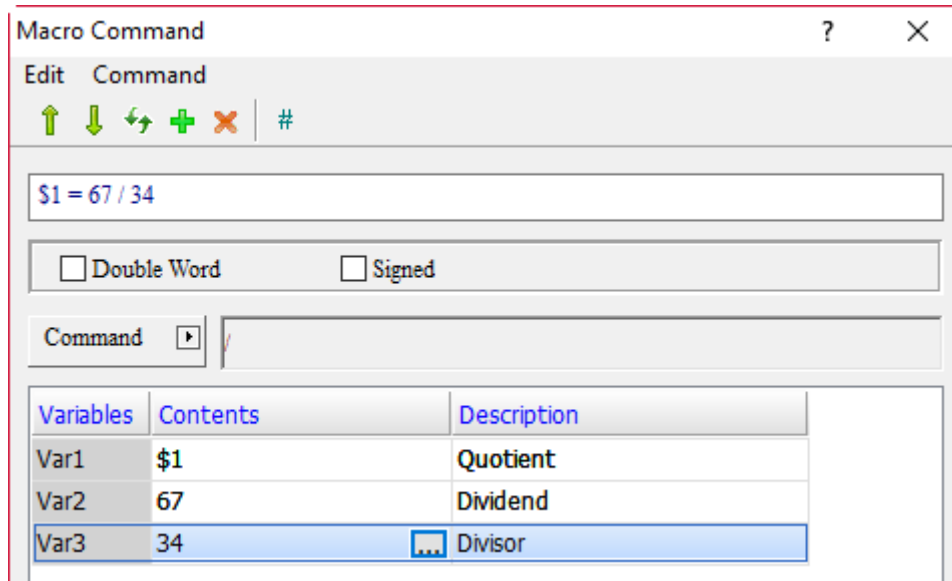 Macro Command ?
Edit Command
#
$1 = 67 / 34
Double Word Signed
Command /
Variables Contents Description
Var1 $1 Quotient
Var2 67 Dividend
Var3 34 ... Divisor